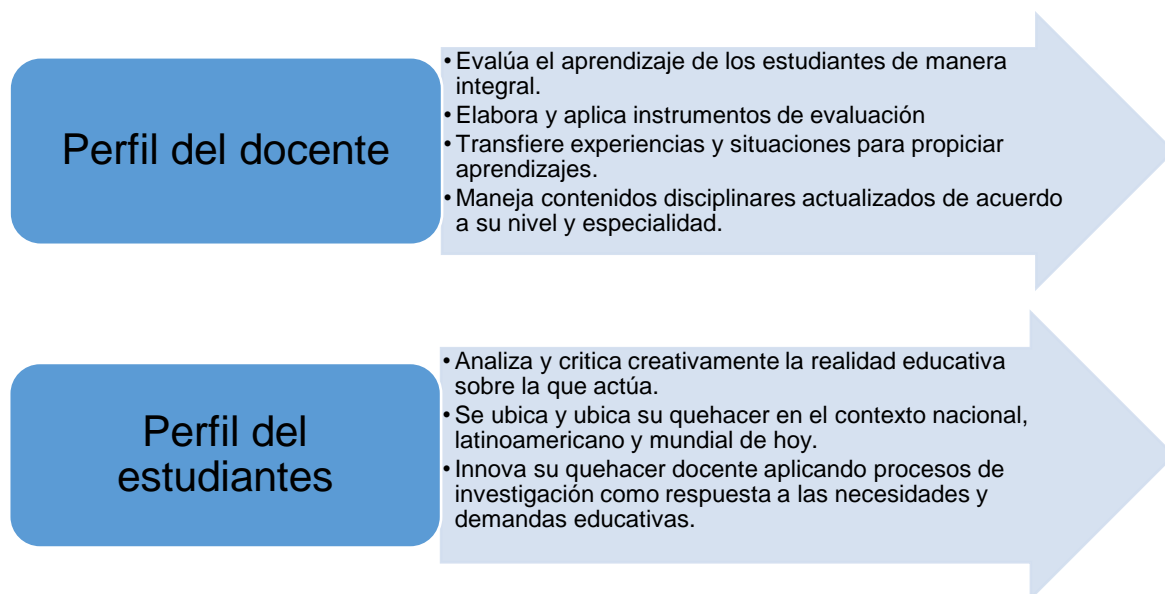 Perfil del docente
• Evalúa el aprendizaje de los estudiantes de manera
integral.
• Elabora y aplica instrumentos de evaluación
• Transfiere experiencias y situaciones para propiciar
aprendizajes.
• Maneja contenidos disciplinares actualizados de acuerdo
a su nivel y especialidad.
Perfil del
estudiantes
• Analiza y critica creativamente la realidad educativa
sobre la que actúa.
• Se ubica y ubica su quehacer en el contexto nacional,
latinoamericano y mundial de hoy.
• Innova su quehacer docente aplicando procesos de
investigación como respuesta a las necesidades y
demandas educativas.